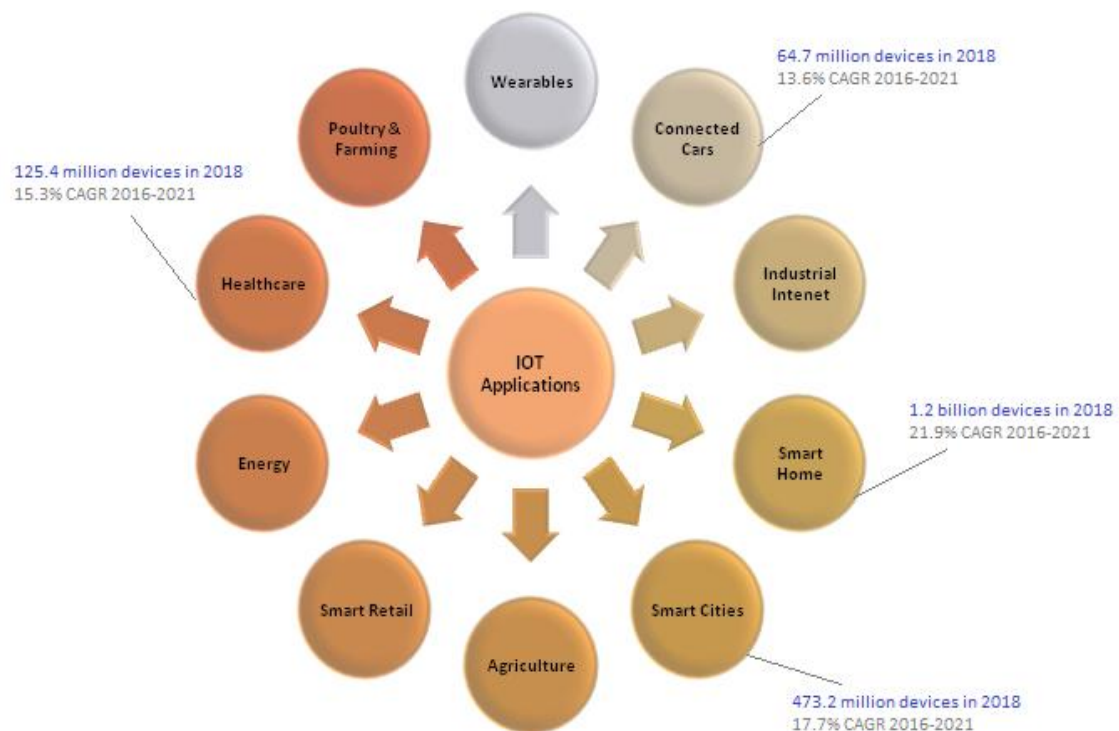 Wearables
64.7 million devices in 2018
13.6% CAGR 2016-2021
Connected
Cars
Poultry &
Farming
125.4 million devices in 2018
15.3% CAGR 2016-2021
Healthcare
Industrial
Intenet
IOT
Applications
1.2 billion devices in 2018
21.9% CAGR 2016-2021
Energy
Smart
Home
Smart Retail
Smart Cities
Agriculture
473.2 million devices in 2018
17.7% CAGR 2016-2021